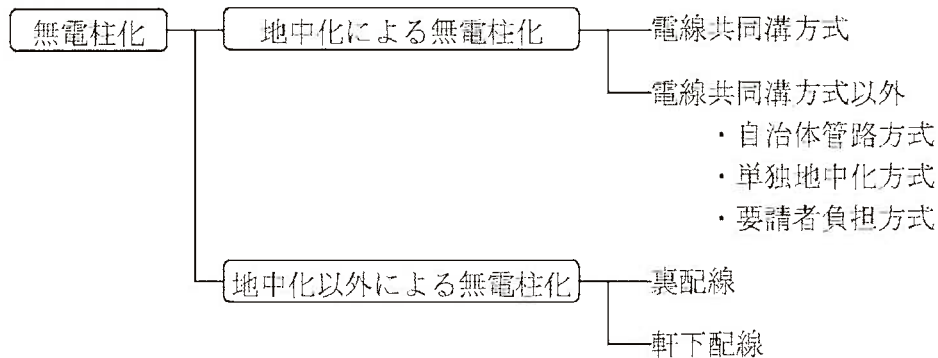 無電柱化
地中化による無電柱化
電線共同溝方式
電線共同溝方式以外
・自治体管路方式
・単独地中化方式
・要請者負担方式
地中化以外による無電柱化
裏配線
軒下配線